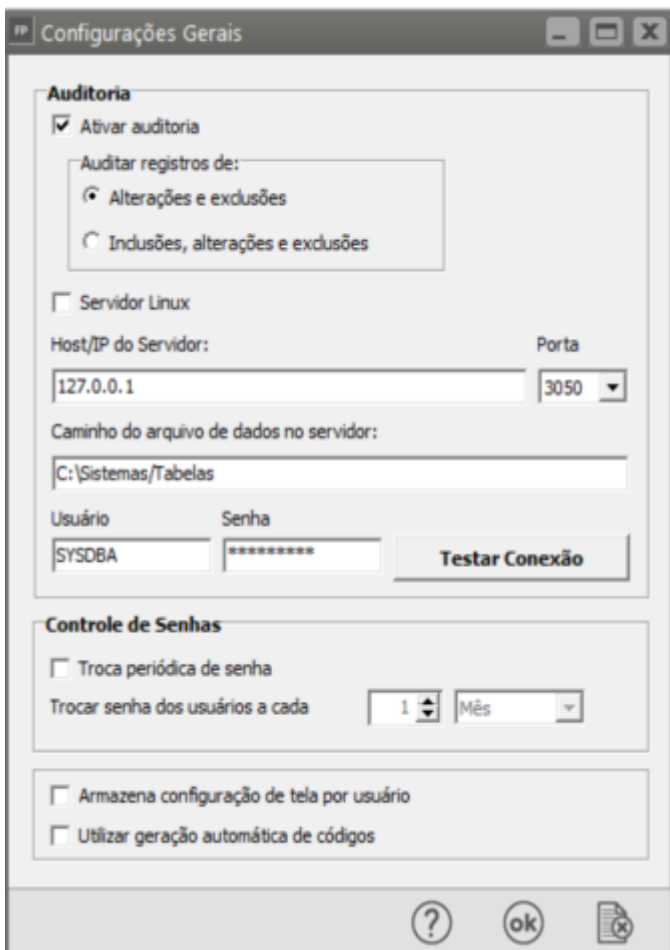 FP Configurações Gerais
Auditoria
Ativar auditoria
Auditar registros de:
Alterações e exclusões
Inclusões, alterações e exclusões
Servidor Linux
Host/IP do Servidor: Porta
127.0.0.1 3050
Caminho do arquivo de dados no servidor:
C:\Sistemas/Tabelas
Usuário Senha
SYSDBA ********* Testar Conexão
Controle de Senhas
Troca periódica de senha
Trocar senha dos usuários a cada 1 Mês
Armazena configuração de tela por usuário
Utilizar geração automática de códigos
? ok